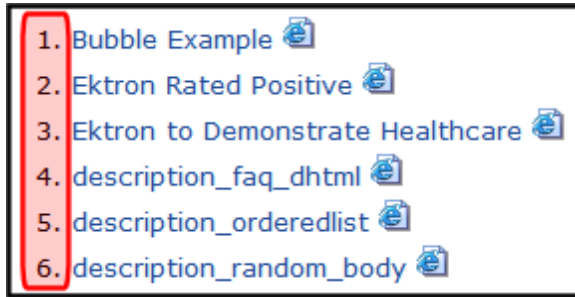 1. Bubble Example
2. Ektron Rated Positive
3. Ektron to Demonstrate Healthcare
4. description_faq_dhtml
5. description_orderedlist
6. description_random_body